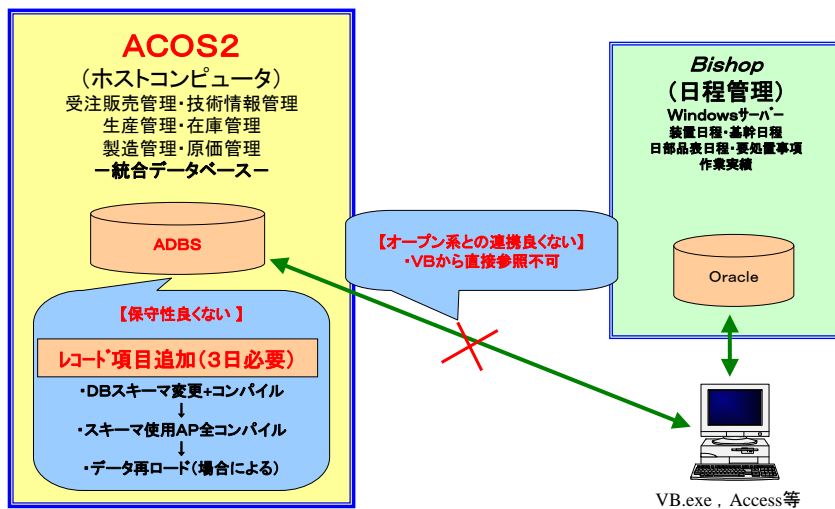 ACOS2
（ホストコンピュータ）
受注販売管理・技術情報管理
生産管理・在庫管理
製造管理・原価管理
－統合データベース－
ADBS
【保守性良くない 】
ﾚｺｰﾄﾞ項目追加（３日必要）
・DBスキーマ変更+コンパイル
↓
・スキーマ使用AP全コンパイル
↓
・データ再ロード（場合による）
【オープン系との連携良くない】
・VBから直接参照不可
Bishop
（日程管理）
Windowsｻｰﾊﾞｰ
装置日程・基幹日程
日部品表日程・要処置事項
作業実績
Oracle
VB.exe , Access等